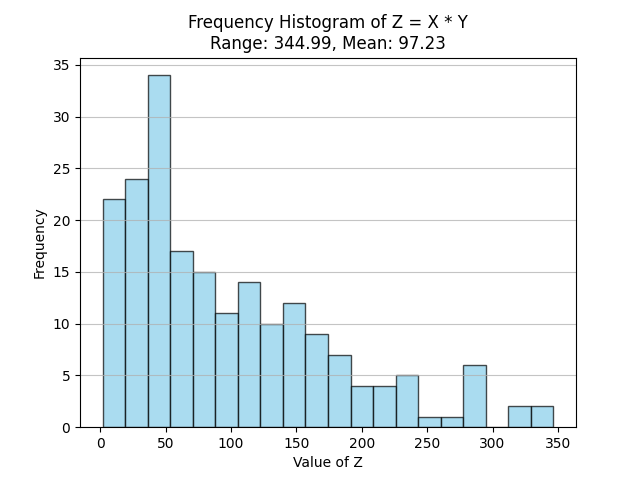 Frequency Histogram of Z = X * Y
Range: 344.99, Mean: 97.23
35
30
25
20
15
10
5
0
Frequency
0 50 100 150 200 250 300 350
Value of Z